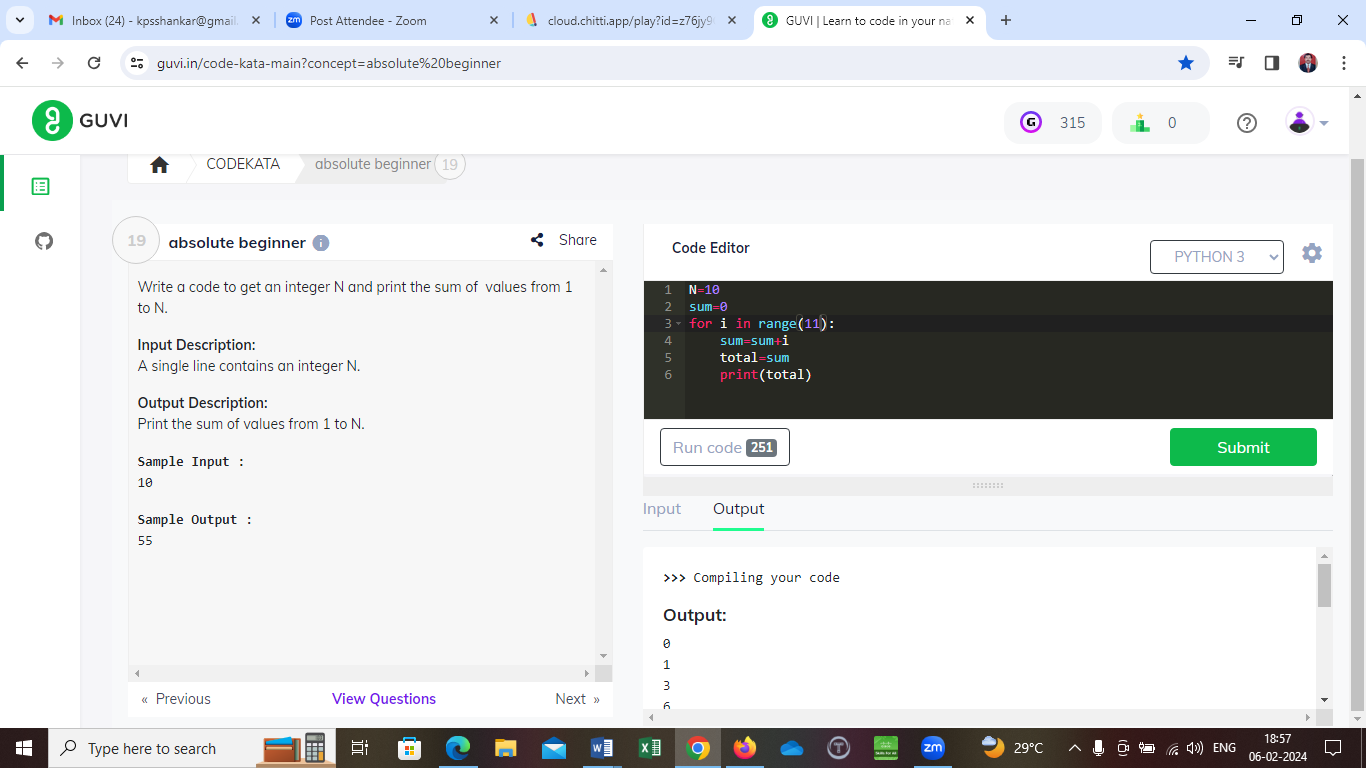 Inbox (24) - kpsshankar@gmail.
Post Attendee - Zoom
cloud.chitti.app/play?id=z76jy9
GUVI | Learn to code in your na
guvi.in/code-kata-main?concept=absolute%20beginner
GUVI
315
0
CODEKATA
absolute beginner
19
19
absolute beginner
Share
Write a code to get an integer N and print the sum of values from 1
to N.
Input Description:
A single line contains an integer N.
Output Description:
Print the sum of values from 1 to N.
Sample Input :
10
Sample Output :
55
« Previous
View Questions
Next »
Code Editor
PYTHON 3
1 N=10
2 sum=0
3 for i in range(11):
4 sum=sum+i
5 total=sum
6 print(total)
Run code 251
Submit
Input
Output
>>> Compiling your code
Output:
0
1
3
6
Type here to search
zm
29°C
ENG
18:57
06-02-2024